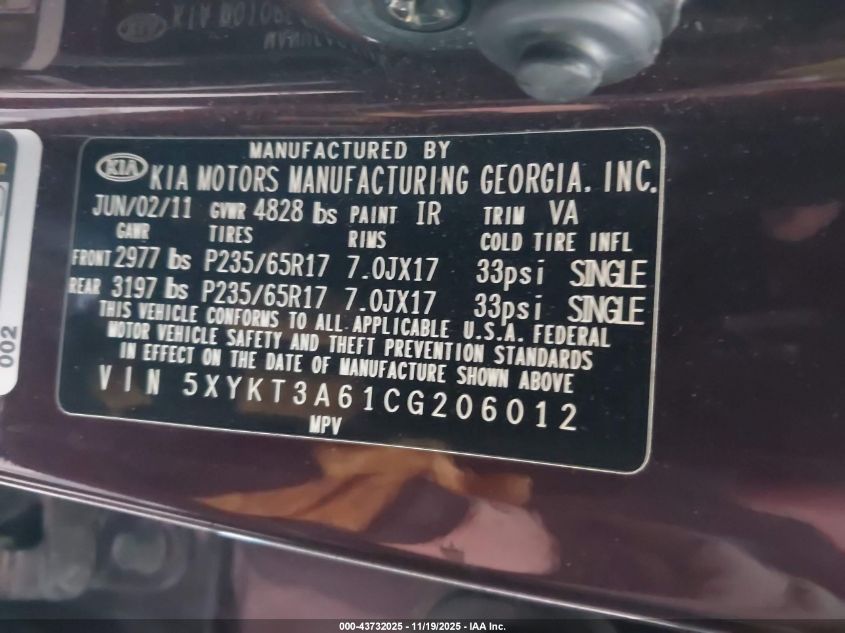 MANUFACTURED BY
KIA KIA MOTORS MANUFACTURING GEORGIA, INC.
JUN/02/11 GVWR 4828 lbs PAINT IR TRIM VA
GAWR TIRES RIMS COLD TIRE INFL
FRONT 2977 lbs P235/65R17 7.0JX17 33psi SINGLE
REAR 3197 lbs P235/65R17 7.0JX17 33psi SINGLE
THIS VEHICLE CONFORMS TO ALL APPLICABLE U.S.A. FEDERAL
MOTOR VEHICLE SAFETY AND THEFT PREVENTION STANDARDS
IN EFFECT ON THE DATE OF MANUFACTURE SHOWN ABOVE
VIN 5XYKT3A61CG206012
MPV
002
000-43732025 - 11/19/2025 - IAA Inc.